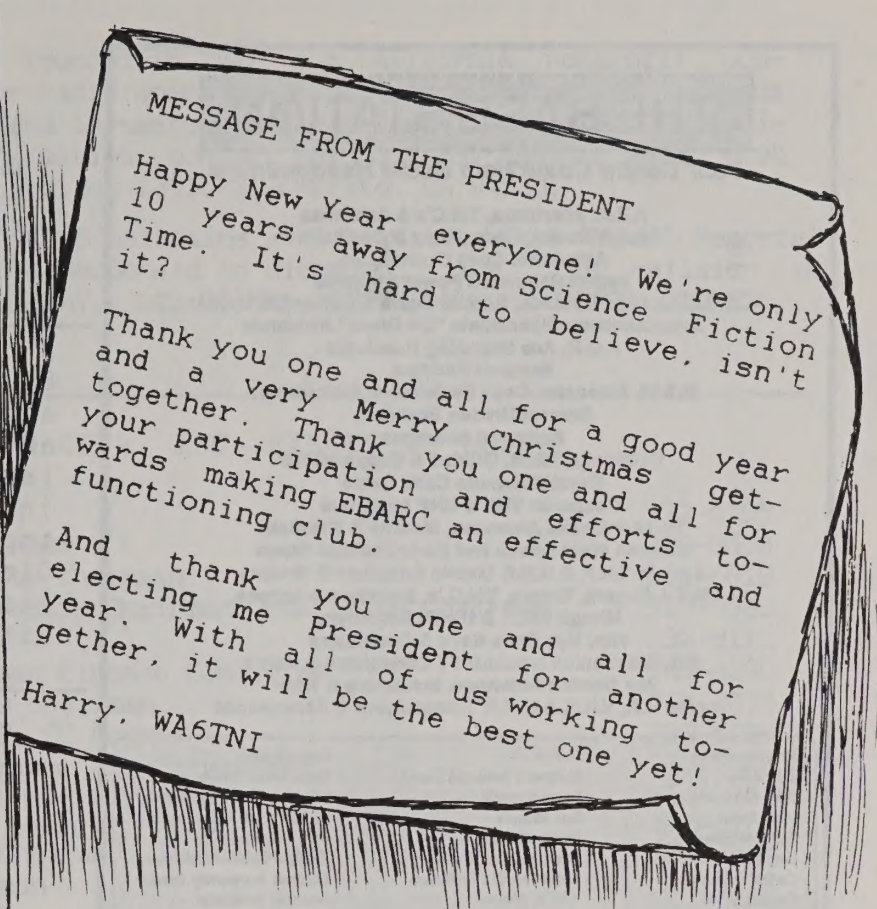 MESSAGE FROM THE PRESIDENT
Happy New Year everyone! We're only
10 years away from Science Fiction
Time. It's hard to believe, isn't
it?
Thank you one and all for a good year
and a very Merry Christmas get-
together. Thank you one and all for
your participation and efforts to-
wards making EBARC an effective and
functioning club.
And thank you one and all for
electing me President for another
year. With all of us working to-
gether, it will be the best one yet!
Harry, WA6TNI